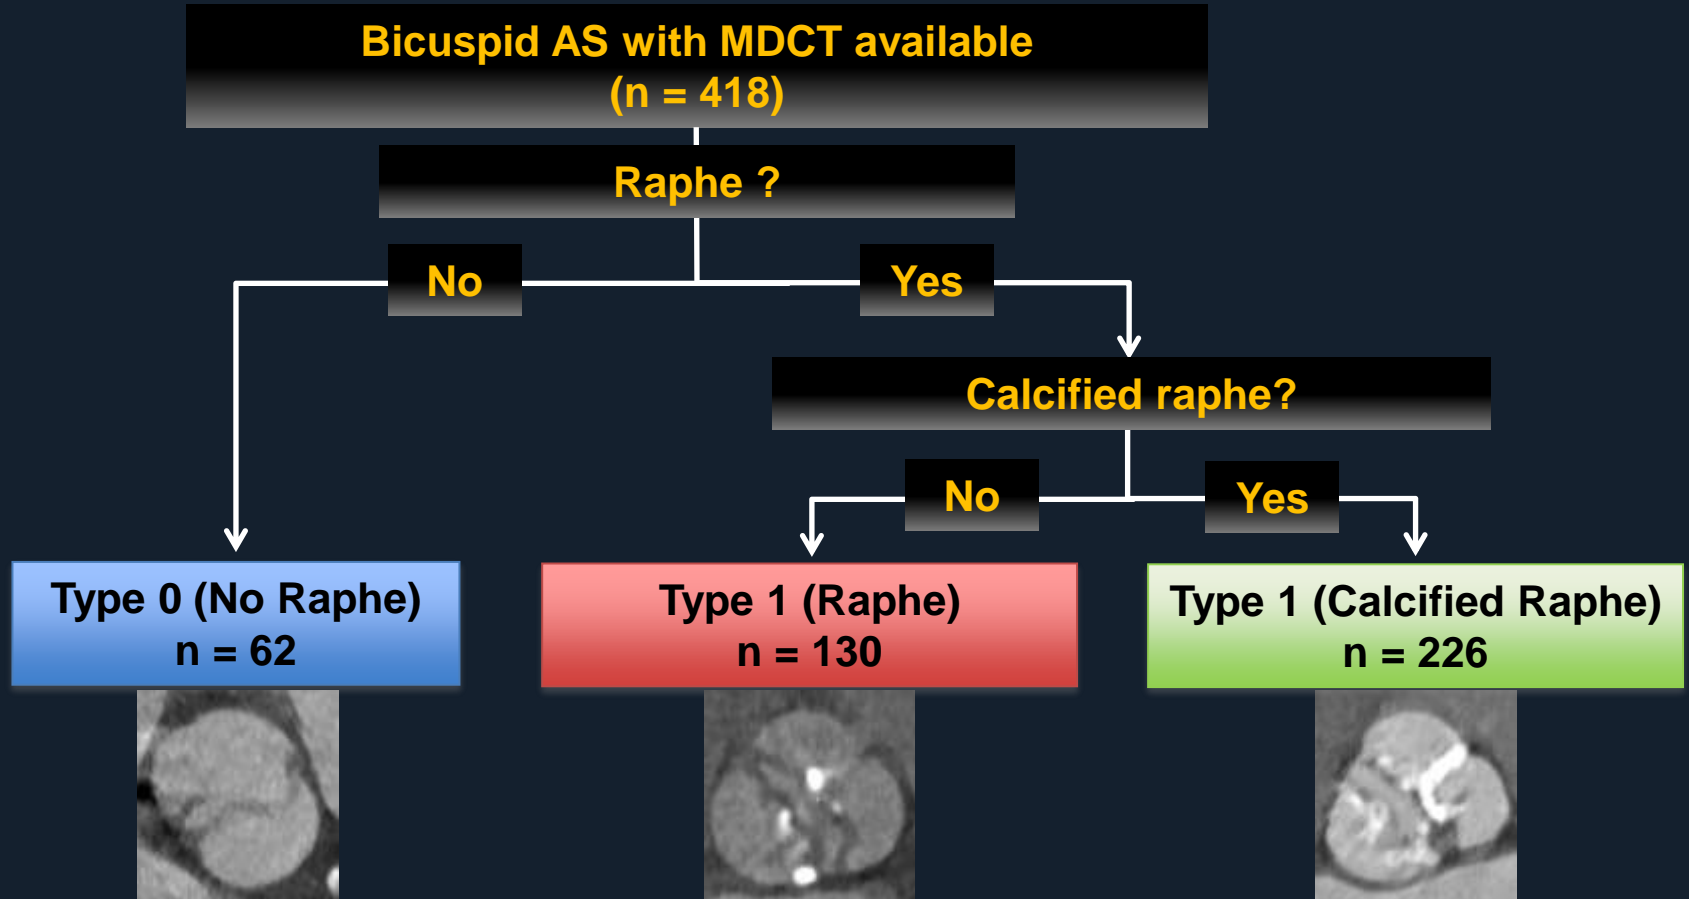 Bicuspid AS with MDCT available
(n = 418)
Raphe ?
No
Yes
Calcified raphe?
No
Yes
Type 0 (No Raphe)
n = 62
Type 1 (Raphe)
n = 130
Type 1 (Calcified Raphe)
n = 226